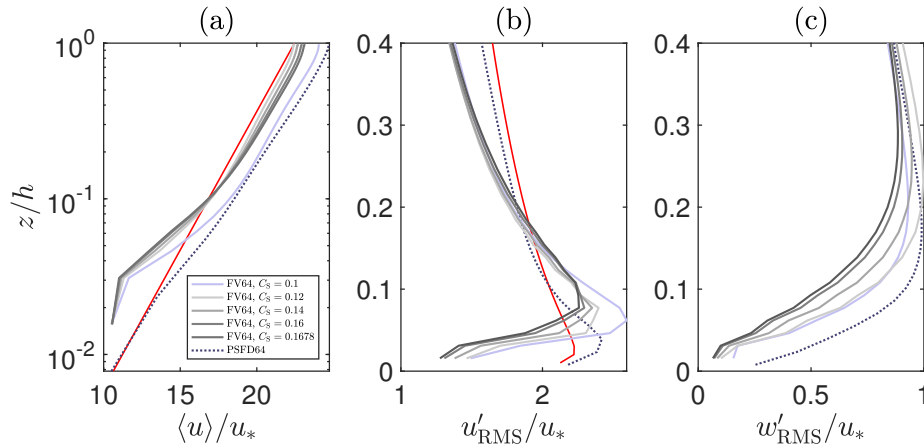 (a)
(b)
(c)
10^0
10^-1
10^-2
z/h
10
15
20
⟨u⟩/u_*
FV64, C_S = 0.1
FV64, C_S = 0.12
FV64, C_S = 0.14
FV64, C_S = 0.16
FV64, C_S = 0.1678
PSFD64
0.4
0.3
0.2
0.1
0
1
2
u'_RMS/u_*
0.4
0.3
0.2
0.1
0
0
0.5
1
w'_RMS/u_*